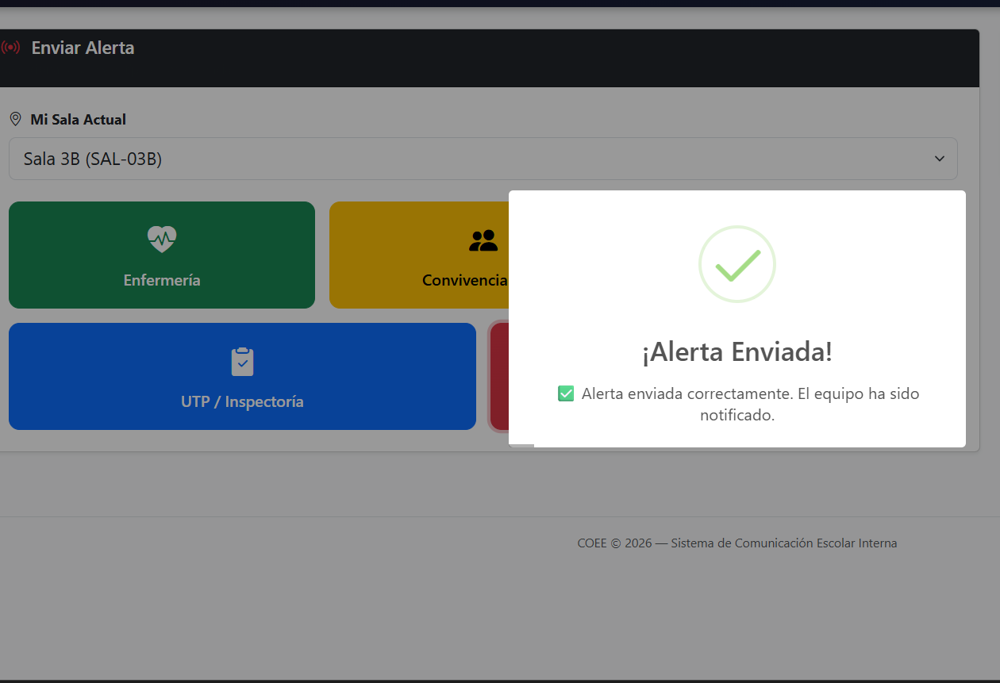 Enviar Alerta
Mi Sala Actual
Sala 3B (SAL-03B)
Enfermería
Convivencia
UTP / Inspectoría
¡Alerta Enviada!
✅ Alerta enviada correctamente. El equipo ha sido
notificado.
COEE © 2026 — Sistema de Comunicación Escolar Interna